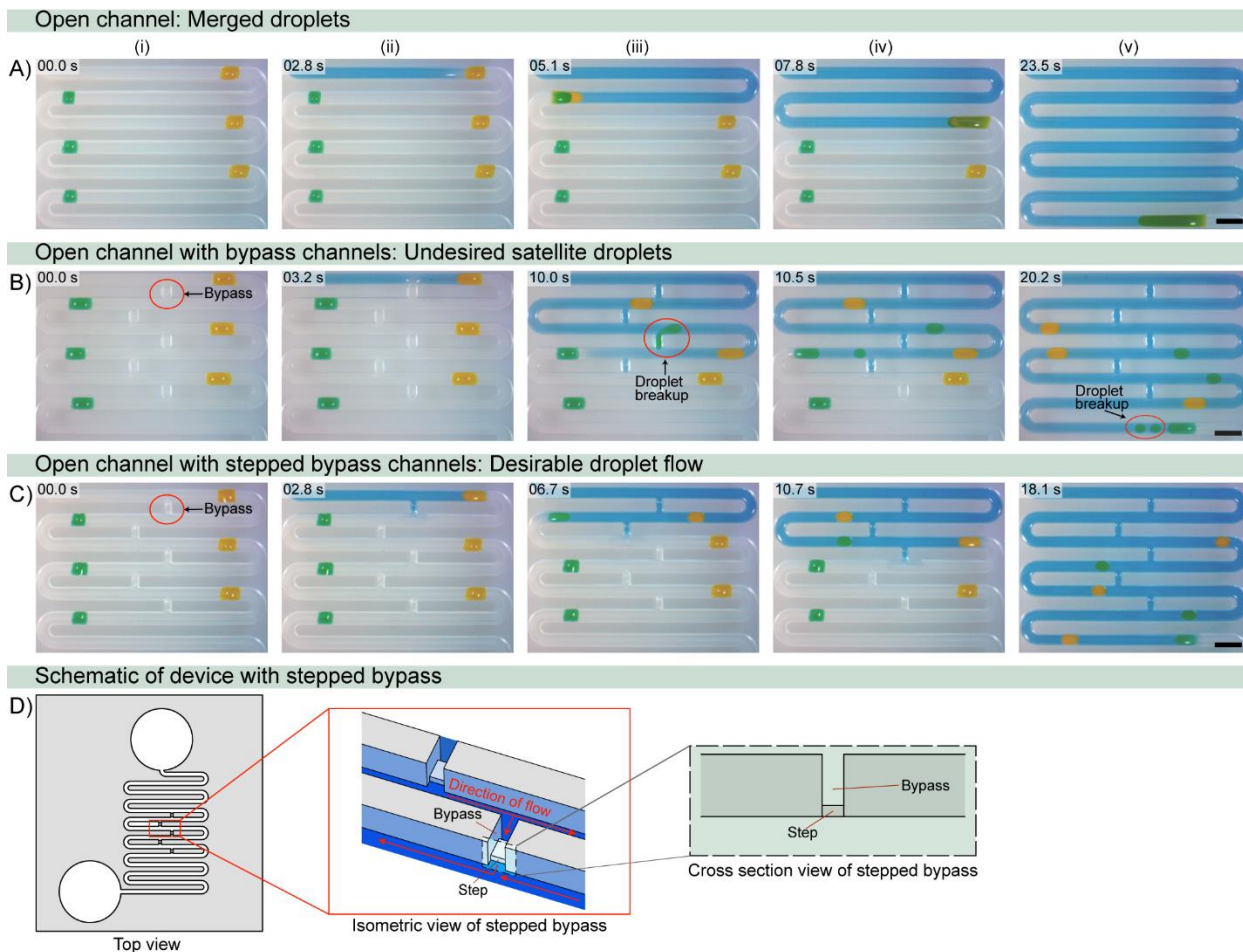 Open channel: Merged droplets
(i) (ii) (iii) (iv) (v)
A) 00.0 s 02.8 s 05.1 s 07.8 s 23.5 s
Open channel with bypass channels: Undesired satellite droplets
B) 00.0 s 03.2 s 10.0 s 10.5 s 20.2 s
Bypass
Droplet
breakup
Droplet
breakup
Open channel with stepped bypass channels: Desirable droplet flow
C) 00.0 s 02.8 s 06.7 s 10.7 s 18.1 s
Bypass
Schematic of device with stepped bypass
D)
Top view
Direction of flow
Bypass
Step
Isometric view of stepped bypass
Bypass
Step
Cross section view of stepped bypass